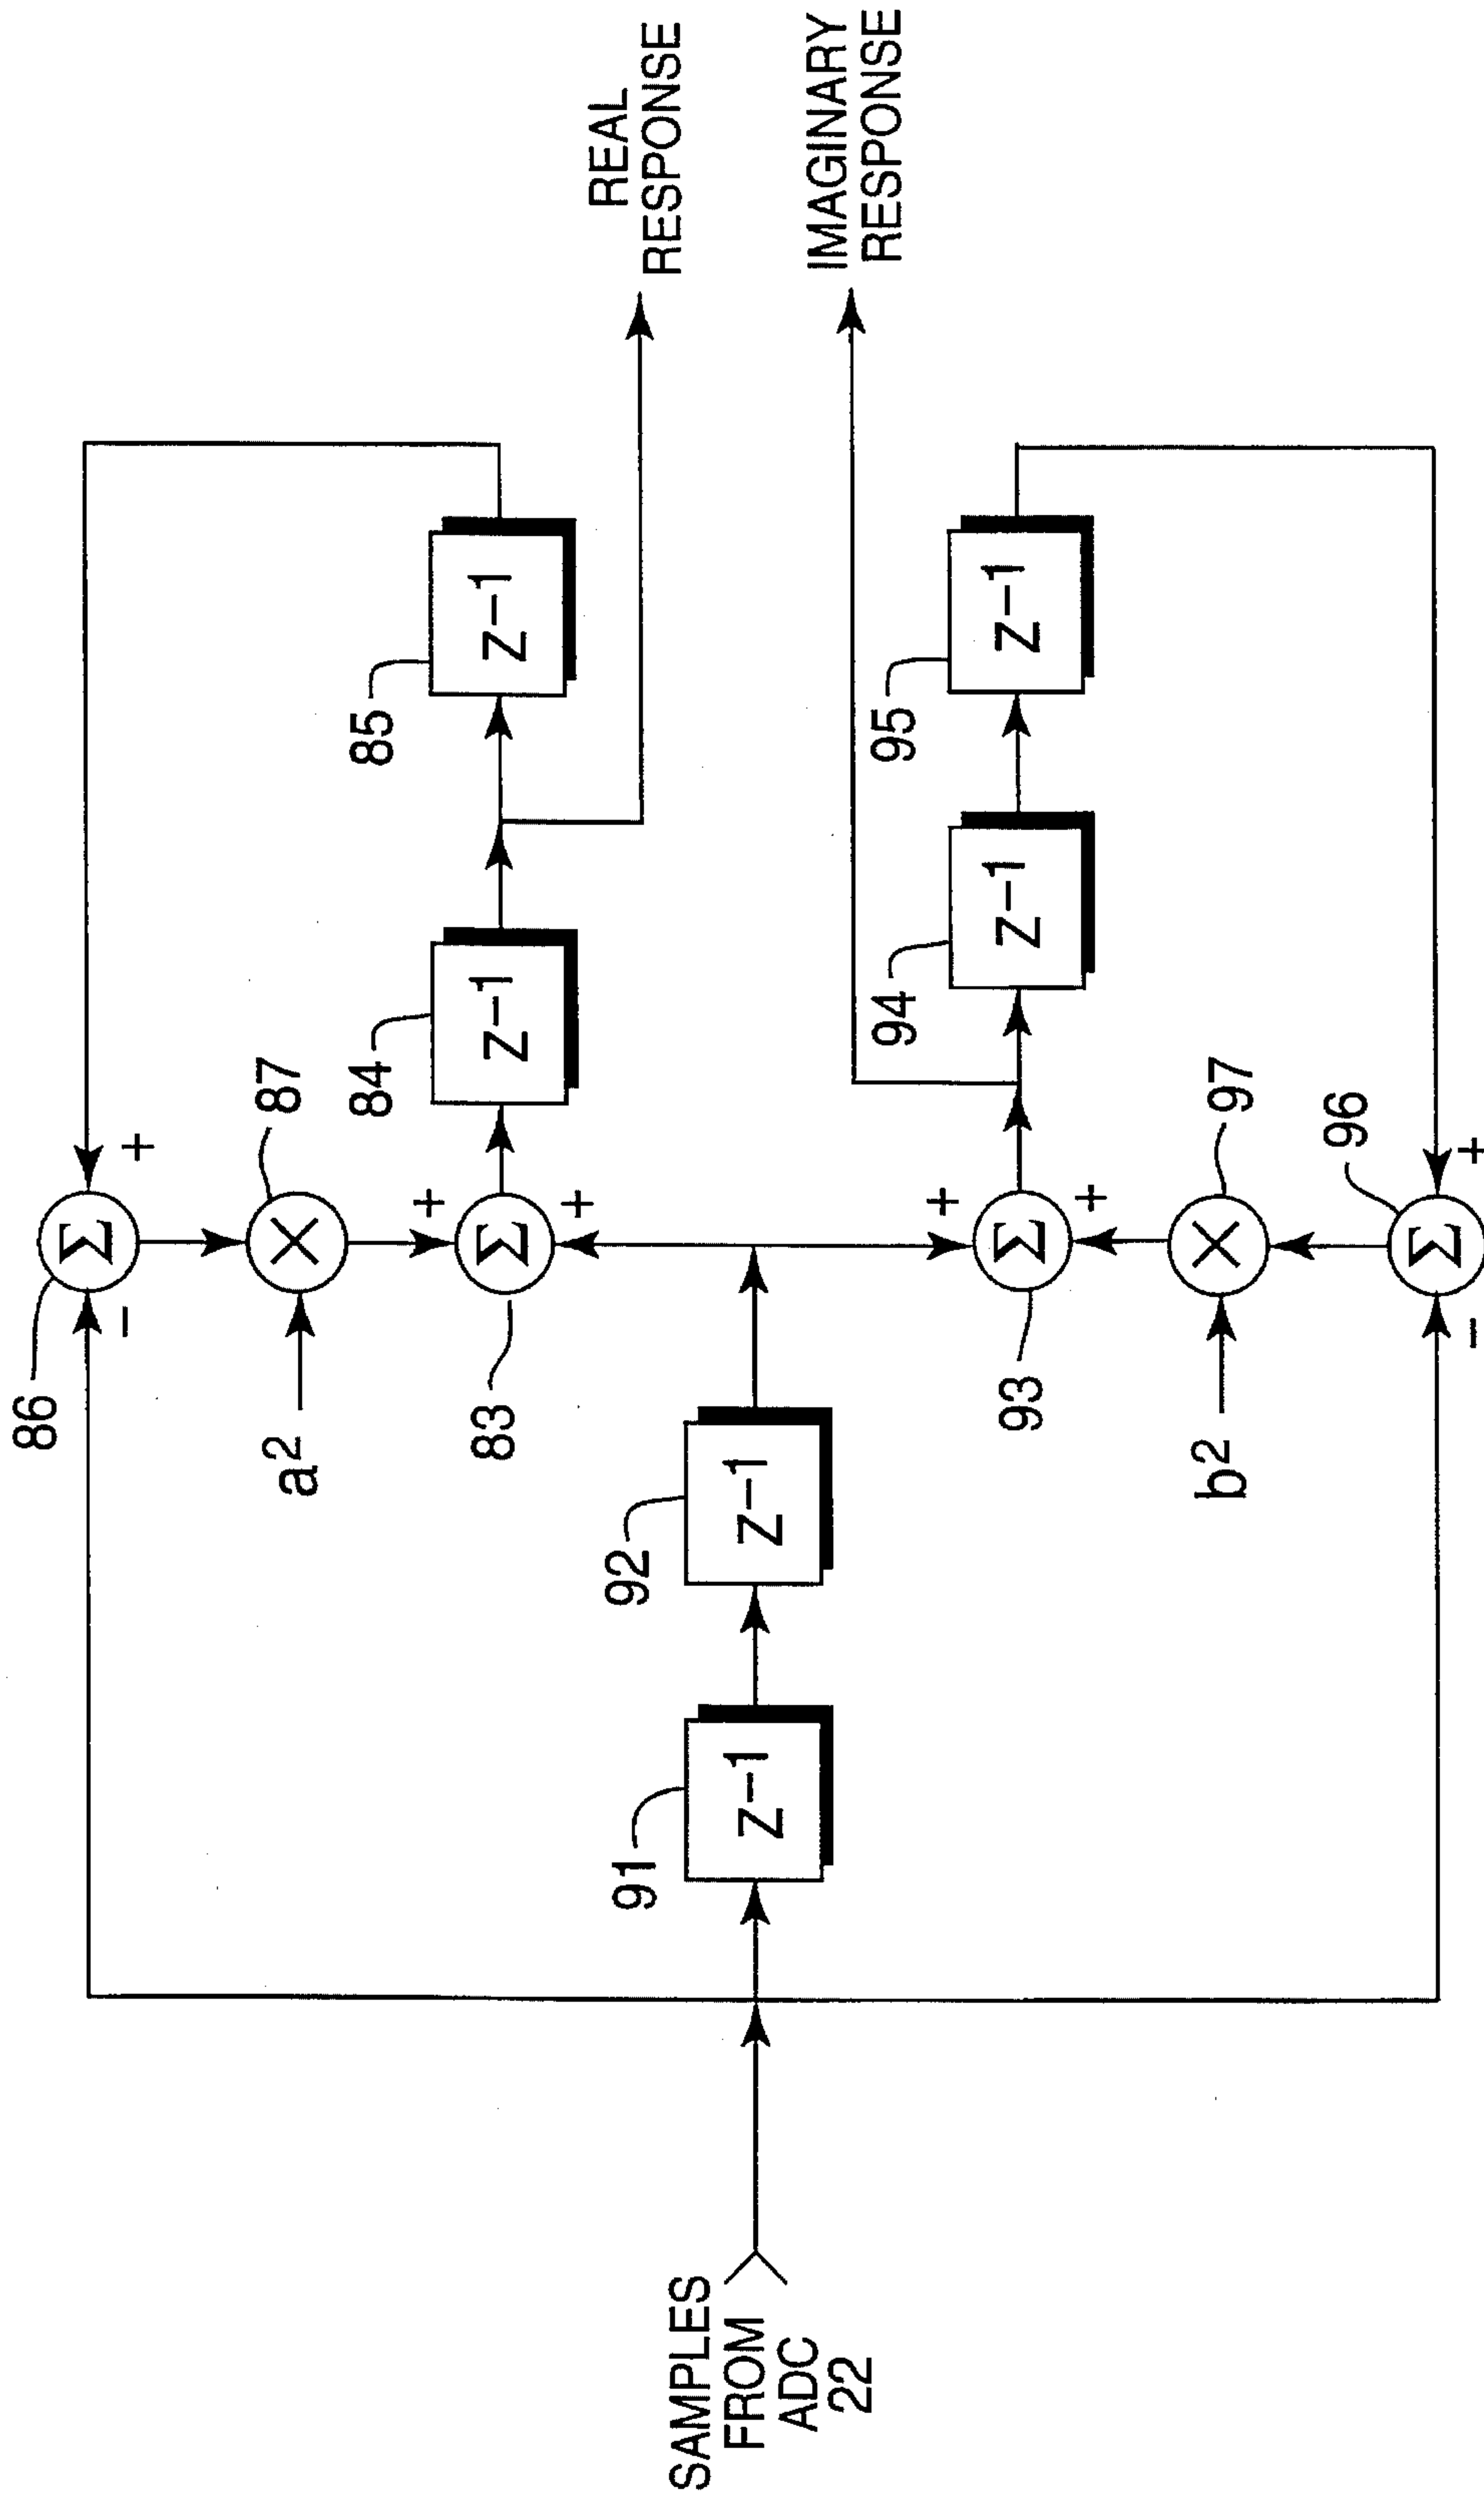 SAMPLES
FROM
ADC
22
86
Σ
−
+
a²
×
87
83
Σ
+
+
84
z⁻¹
85
z⁻¹
REAL
RESPONSE
91
z⁻¹
92
z⁻¹
IMAGINARY
RESPONSE
93
Σ
+
+
94
z⁻¹
95
z⁻¹
b²
×
97
96
Σ
−
+